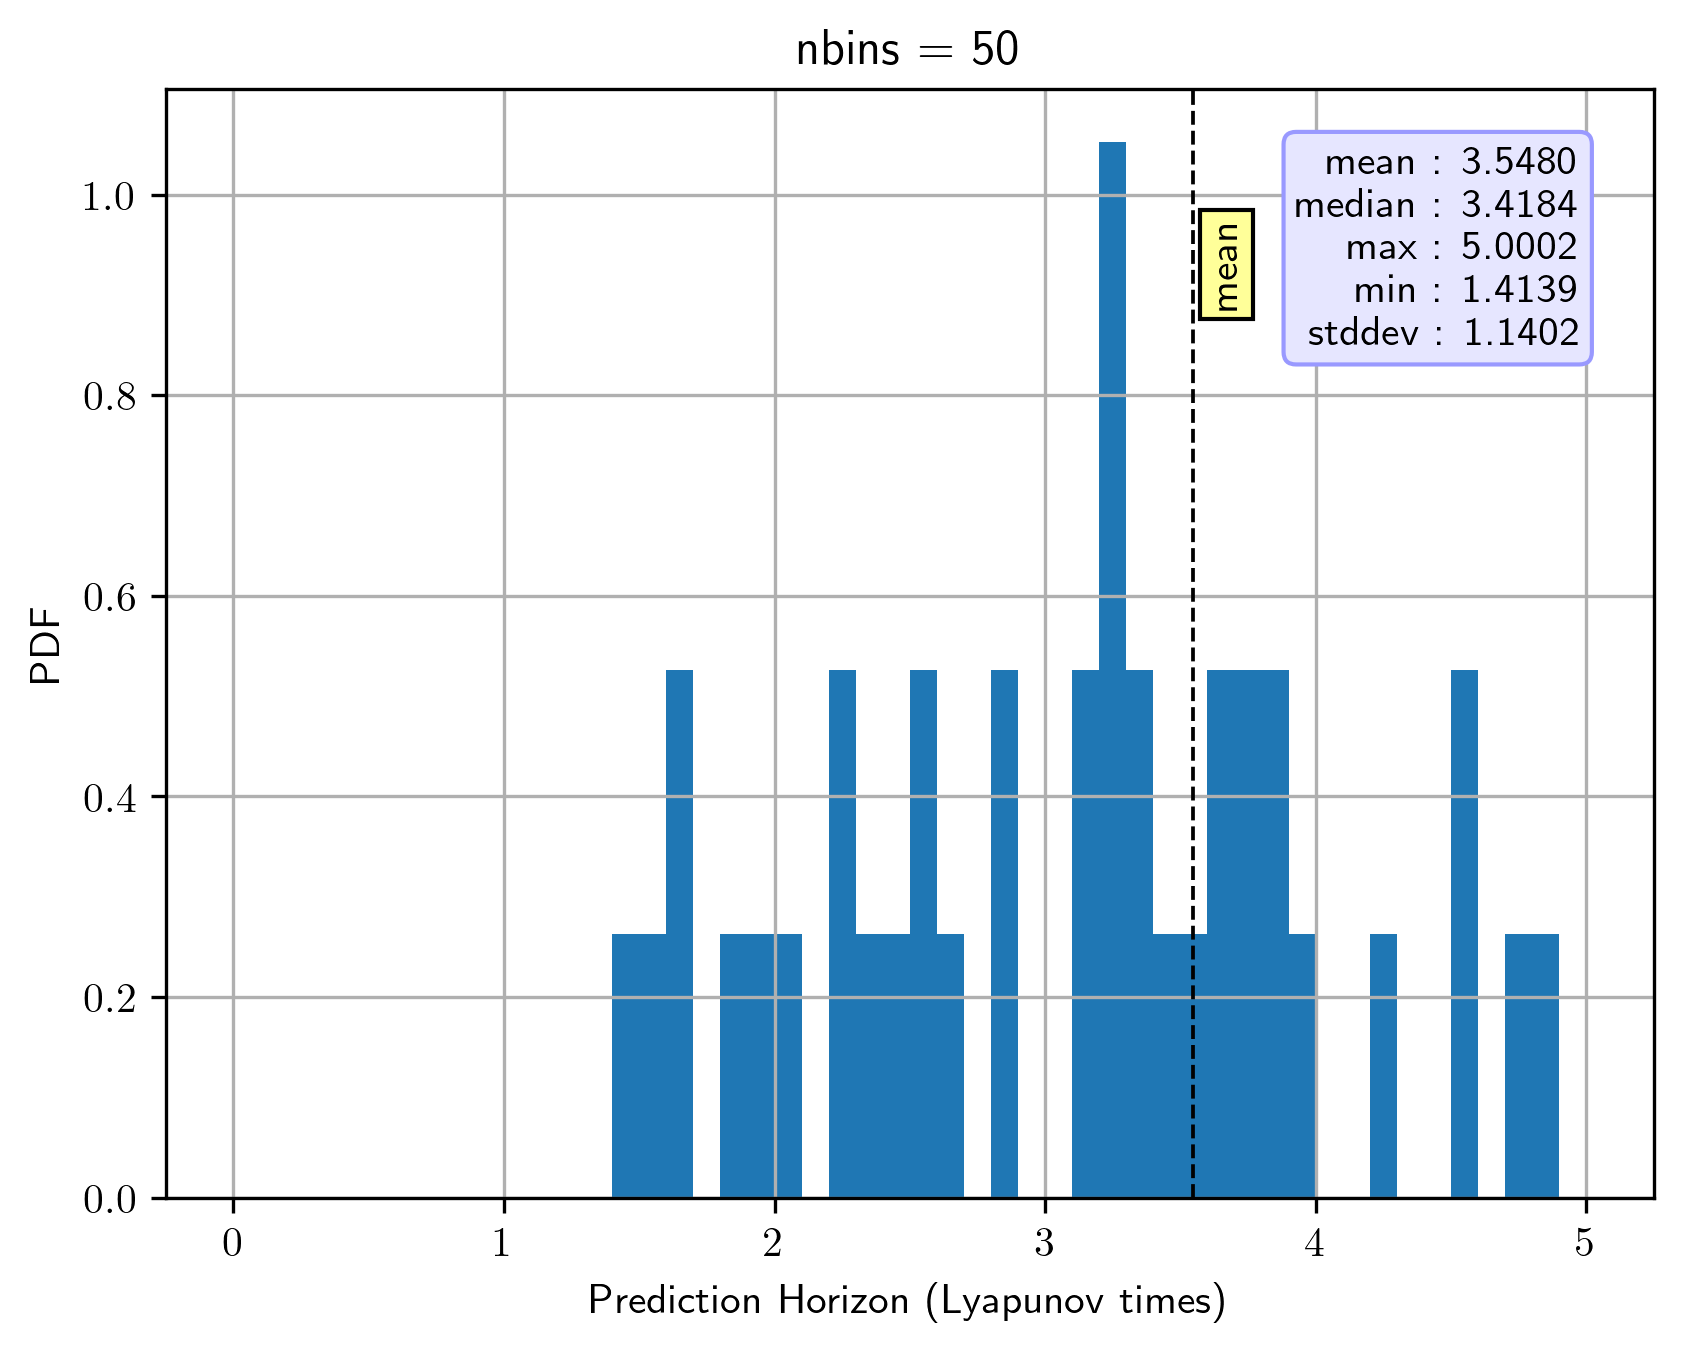 nbins = 50
mean : 3.5480
median : 3.4184
max : 5.0002
min : 1.4139
stddev : 1.1402
mean
PDF
1.0
0.8
0.6
0.4
0.2
0.0
0 1 2 3 4 5
Prediction Horizon (Lyapunov times)